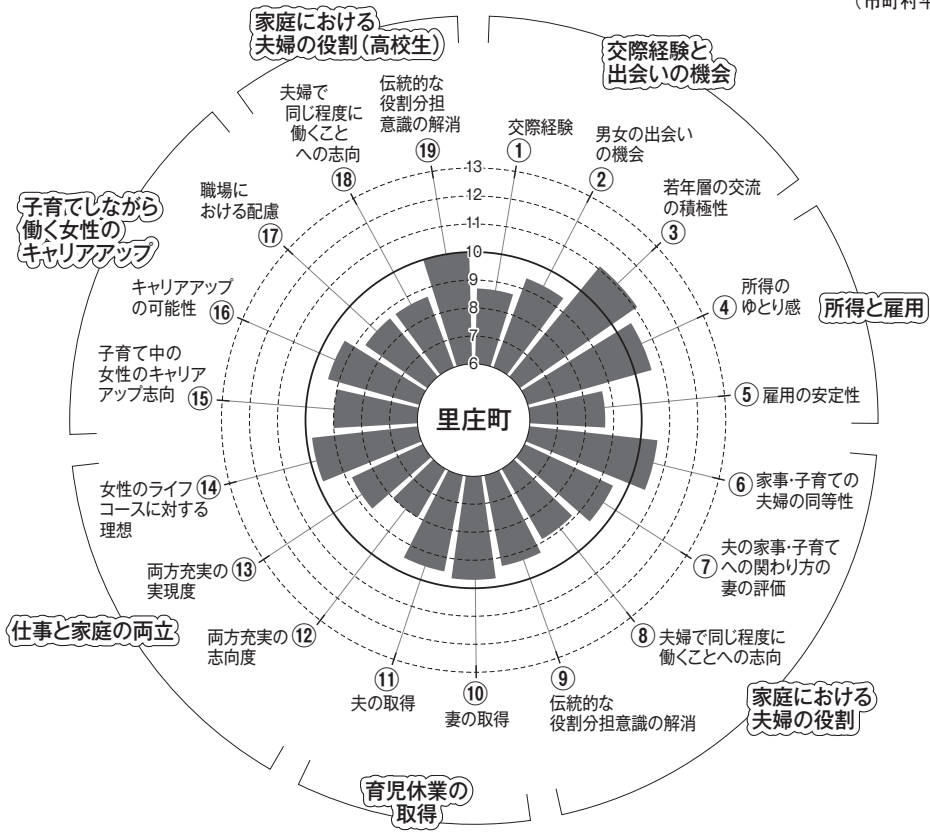 (市町村平
家庭における
夫婦の役割(高校生)
交際経験と
出会いの機会
所得と雇用
家庭における
夫婦の役割
育児休業の
取得
仕事と家庭の両立
子育てしながら
働く女性の
キャリアアップ
① 交際経験
② 男女の出会い
の機会
③ 若年層の交流
の積極性
④ 所得の
ゆとり感
⑤ 雇用の安定性
⑥ 家事・子育ての
夫婦の同等性
⑦ 夫の家事・子育て
への関わり方の
妻の評価
⑧ 夫婦で同じ程度に
働くことへの志向
⑨ 伝統的な
役割分担意識の解消
⑩ 妻の取得
⑪ 夫の取得
⑫ 両方充実の
志向度
⑬ 両方充実の
実現度
⑭ 女性のライフ
コースに対する
理想
⑮ 子育て中の
女性のキャリア
アップ志向
⑯ キャリアアップ
の可能性
⑰ 職場に
おける配慮
⑱ 夫婦で
同じ程度に
働くこと
への志向
⑲ 伝統的な
役割分担
意識の解消
13
12
11
10
9
8
7
6
里庄町